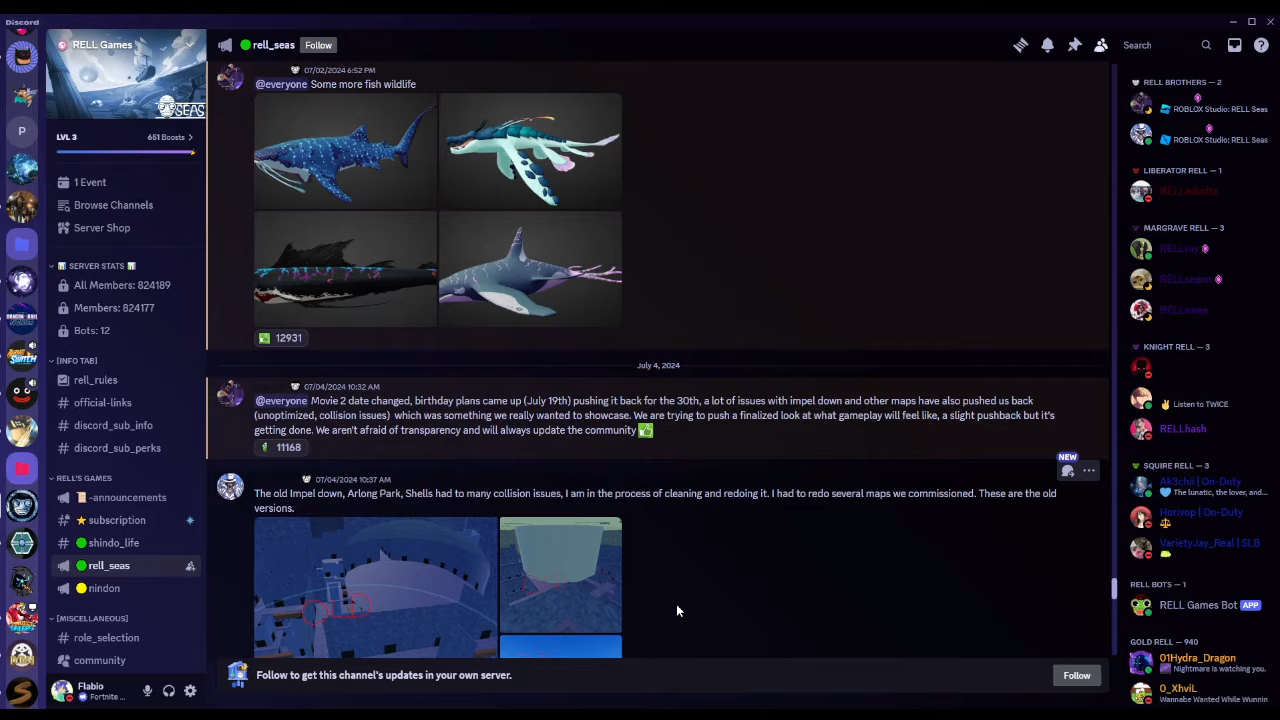 Discord
RELL Games
SEAS
LVL 3
651 Boosts
1 Event
Browse Channels
Server Shop
SERVER STATS
All Members: 824189
Members: 824177
Bots: 12
[INFO TAB]
rell_rules
official-links
discord_sub_info
discord_sub_perks
RELL'S GAMES
-announcements
subscription
shindo_life
rell_seas
nindon
[MISCELLANEOUS]
role_selection
community
Flabio
Fortnite ...
rell_seas
Follow
Search
07/02/2024 6:52 PM
@everyone Some more fish wildlife
12931
July 4, 2024
07/04/2024 10:32 AM
@everyone Movie 2 date changed, birthday plans came up (July 19th) pushing it back for the 30th, a lot of issues with impel down and other maps have also pushed us back
(unoptimized, collision issues) which was something we really wanted to showcase. We are trying to push a finalized look at what gameplay will feel like, a slight pushback but it's
getting done. We aren't afraid of transparency and will always update the community
11168
NEW
07/04/2024 10:37 AM
The old Impel down, Arlong Park, Shells had to many collision issues, I am in the process of cleaning and redoing it. I had to redo several maps we commissioned. These are the old
versions.
Follow to get this channel's updates in your own server.
Follow
RELL BROTHERS — 2
ROBLOX Studio: RELL Seas
ROBLOX Studio: RELL Seas
LIBERATOR RELL — 1
MARGRAVE RELL — 3
KNIGHT RELL — 3
Listen to TWICE
RELLhash
SQUIRE RELL — 3
Ak3chii | On-Duty
The lunatic, the lover, and...
Horivop | On-Duty
VarietyJay_Real | SLB
RELL BOTS — 1
RELL Games Bot APP
GOLD RELL — 940
01Hydra_Dragon
Nightmare is watching you.
0_XhviL
Wannabe Wanted While Wunnin